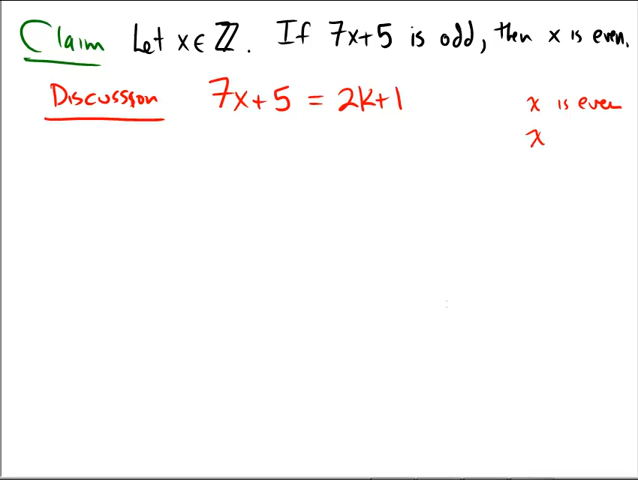 Claim Let x ∈ ℤ. If 7x+5 is odd, then x is even.
Discussion 7x+5 = 2k+1 x is even
x